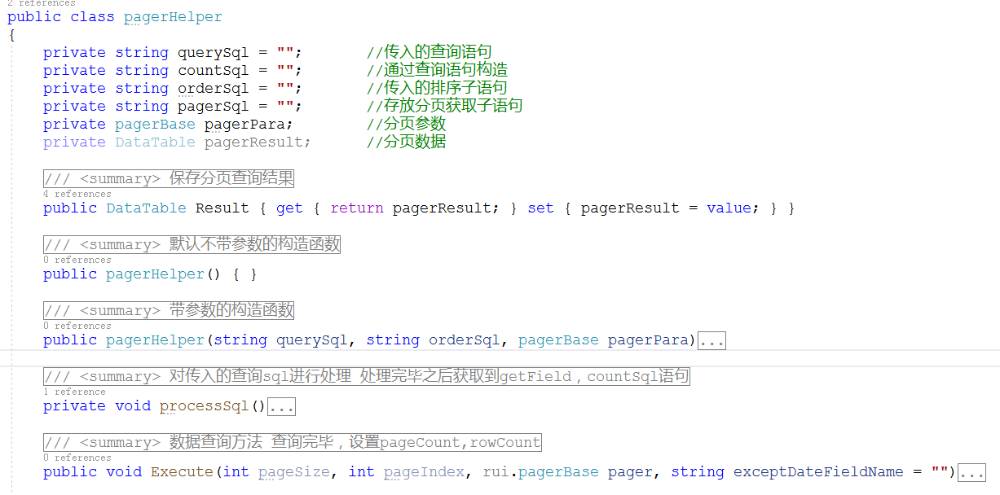 2 references
public class pagerHelper
{
private string querySql = ""; //传入的查询语句
private string countSql = ""; //通过查询语句构造
private string orderSql = ""; //传入的排序子语句
private string pagerSql = ""; //存放分页获取子语句
private pagerBase pagerPara; //分页参数
private DataTable pagerResult; //分页数据
/// <summary> 保存分页查询结果
4 references
public DataTable Result { get { return pagerResult; } set { pagerResult = value; } }
/// <summary> 默认不带参数的构造函数
0 references
public pagerHelper() { }
/// <summary> 带参数的构造函数
0 references
public pagerHelper(string querySql, string orderSql, pagerBase pagerPara)...
/// <summary> 对传入的查询sql进行处理 处理完毕之后获取到getField，countSql语句
1 reference
private void processSql()...
/// <summary> 数据查询方法 查询完毕，设置pageCount,rowCount
0 references
public void Execute(int pageSize, int pageIndex, rui.pagerBase pager, string exceptDateFieldName = "")...